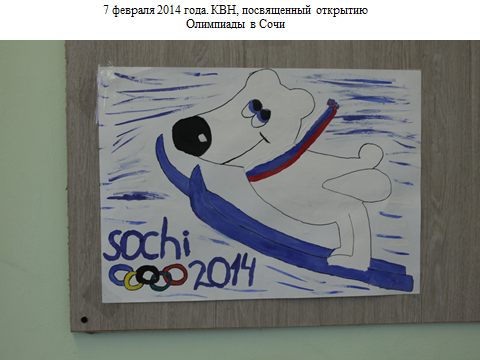 7 февраля 2014 года. КВН, посвященный открытию
Олимпиады в Сочи
sochi
2014